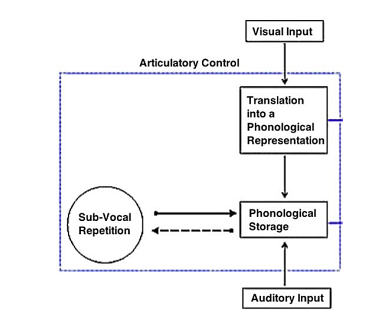 Visual Input
Articulatory Control
Translation
into a
Phonological
Representation
Sub-Vocal
Repetition
Phonological
Storage
Auditory Input